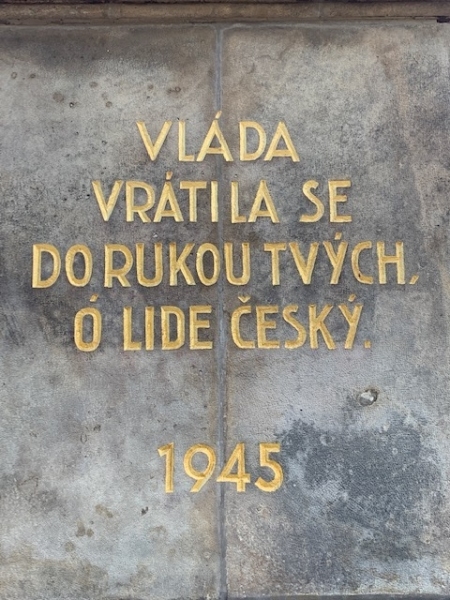 VLÁDA
VRÁTILA SE
DO RUKOU TVÝCH,
Ó LIDE ČESKÝ.
1945